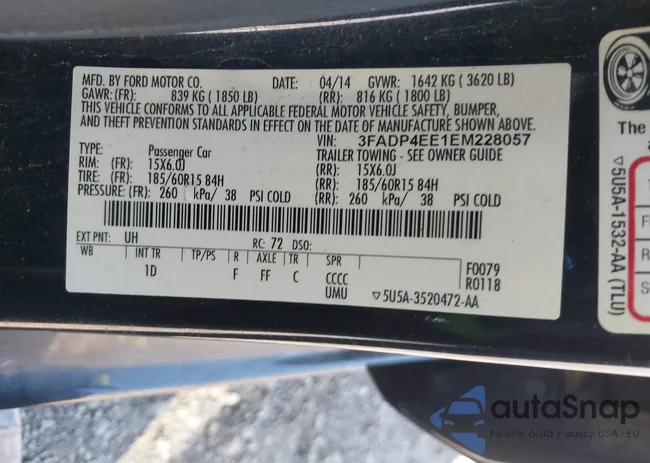 MFD. BY FORD MOTOR CO. DATE: 04/14 GVWR: 1642 KG ( 3620 LB)
GAWR: (FR): 839 KG ( 1850 LB) (RR): 816 KG ( 1800 LB)
THIS VEHICLE CONFORMS TO ALL APPLICABLE FEDERAL MOTOR VEHICLE SAFETY, BUMPER,
AND THEFT PREVENTION STANDARDS IN EFFECT ON THE DATE OF MANUFACTURE SHOWN ABOVE.
VIN: 3FADP4EE1EM228057
TYPE: Passenger Car TRAILER TOWING - SEE OWNER GUIDE
RIM: (FR): 15X6.0J (RR): 15X6.0J
TIRE: (FR): 185/60R15 84H (RR): 185/60R15 84H
PRESSURE: (FR): 260 kPa/ 38 PSI COLD (RR): 260 kPa/ 38 PSI COLD
EXT PNT: UH RC: 72 DSO:
WB INT TR TP/PS R AXLE TR SPR
1D F FF C CCCC
UMU
F0079
R0118
▽5U5A-3520472-AA
The
▽5U5A-1532-AA (TLU)
F
R
autoSnap
Pewne auta z aukcji USA i EU